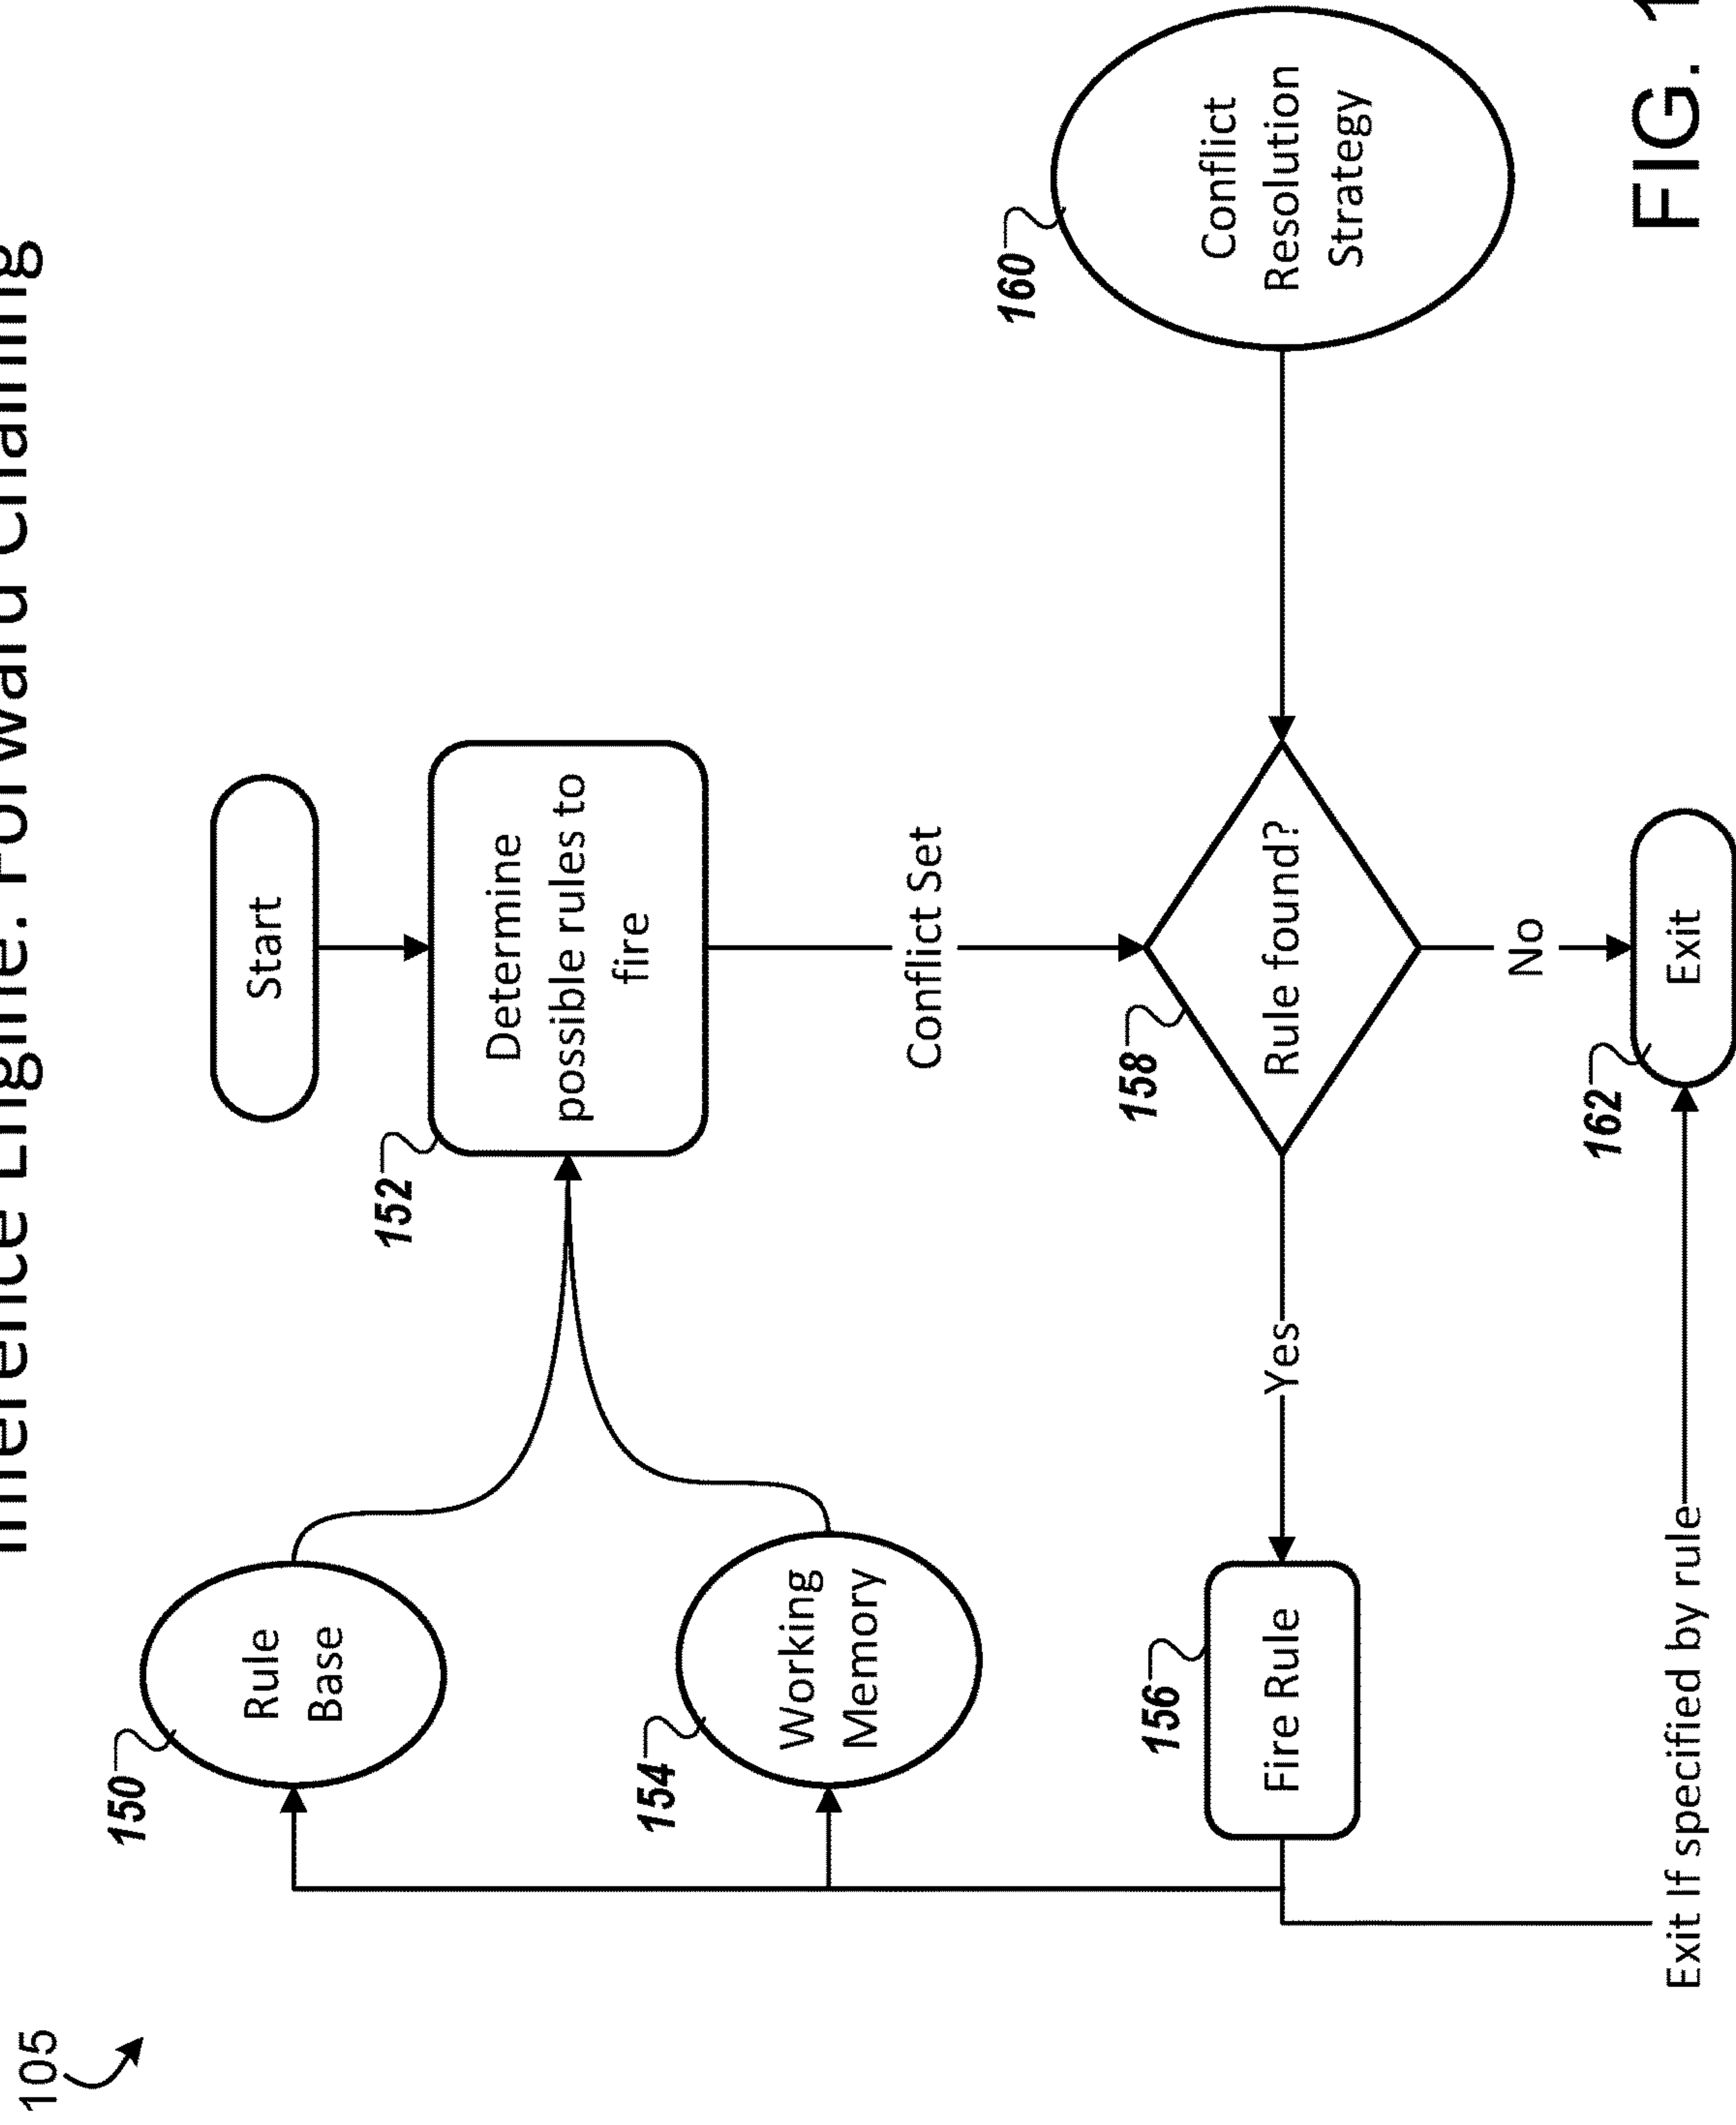 105
Inference Engine: Forward Chaining
Start
150
Rule
Base
152
Determine
possible rules to
fire
154
Working
Memory
Conflict Set
156
Fire Rule
Yes
158
Rule found?
160
Conflict
Resolution
Strategy
No
Exit If specified by rule
162
Exit
FIG. 1